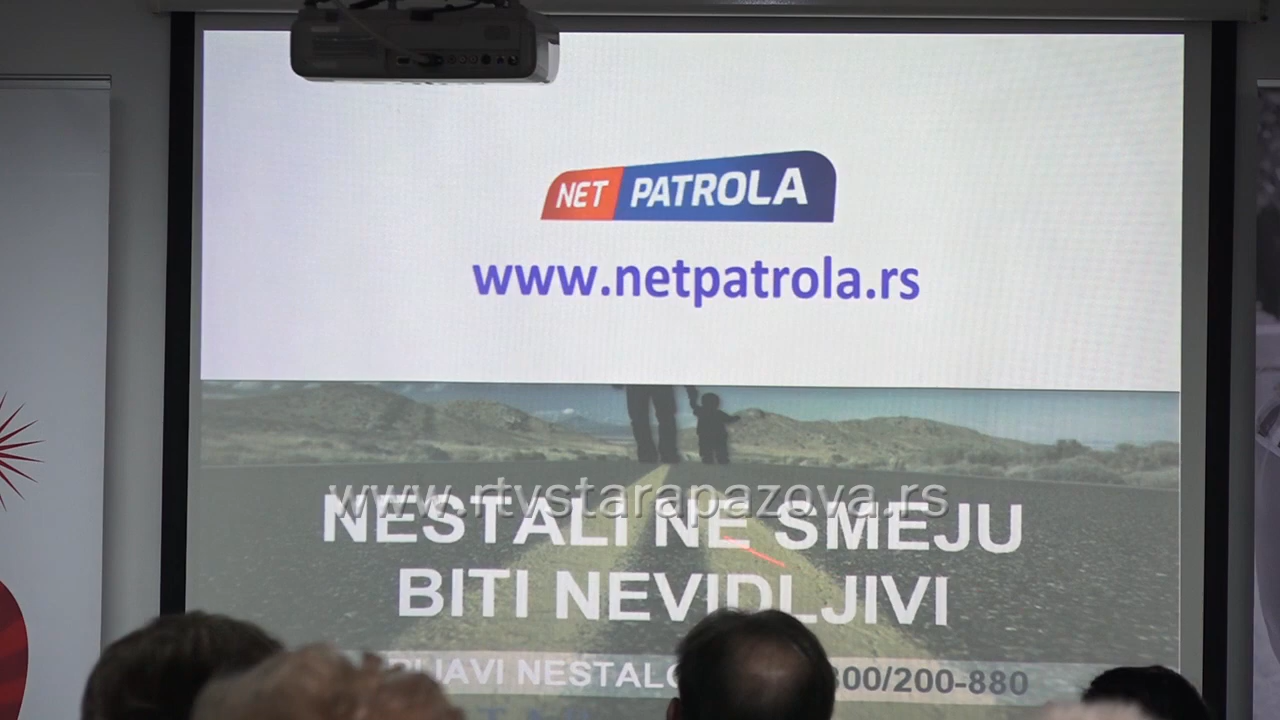 NET PATROLA
www.netpatrola.rs
www.rtvstarapazova.rs
NESTALI NE SMEJU
BITI NEVIDLJIVI
NESTALO 800/200-880